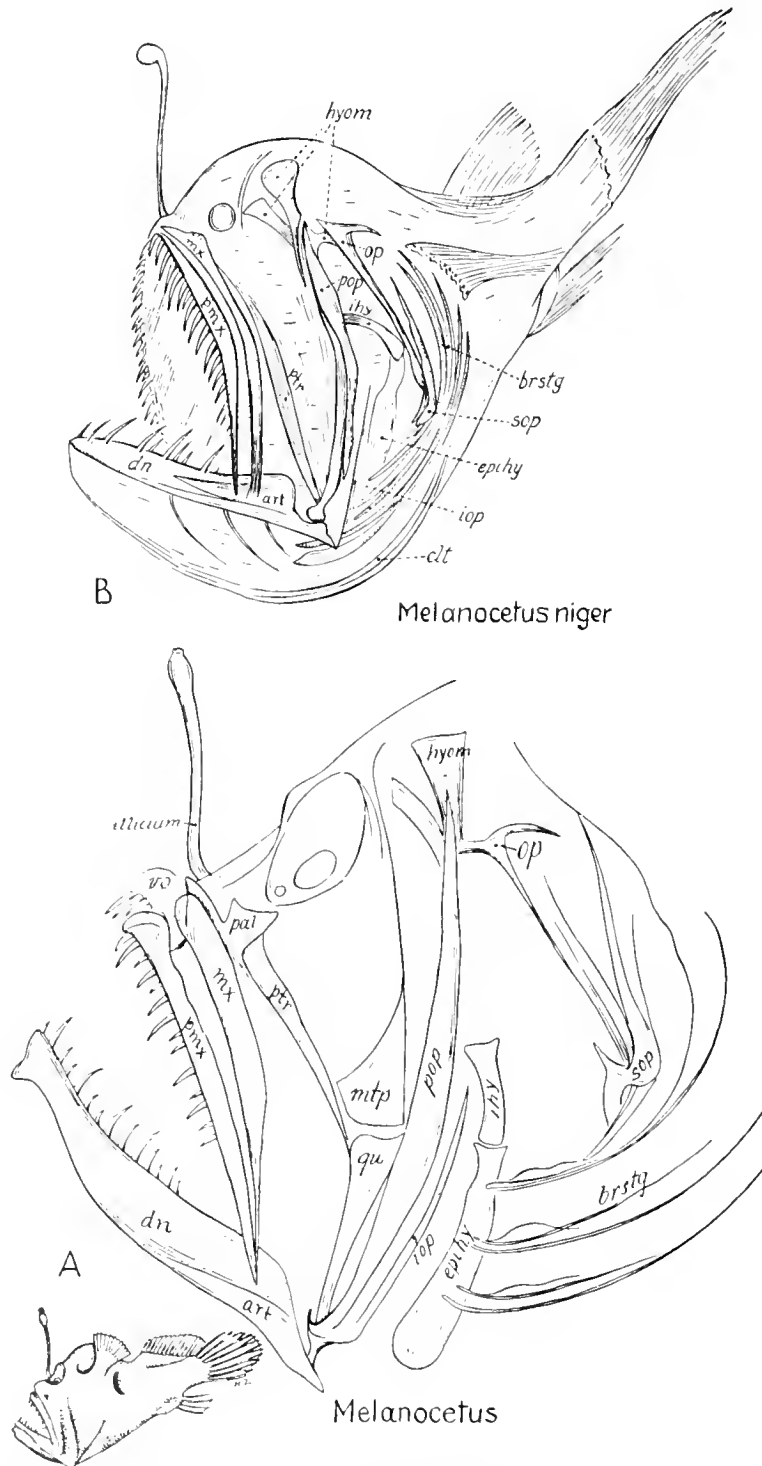 hyom
mx
op
pmx
pop
ihy
ptr
brstg
sop
dn
epihy
art
iop
clt
B
Melanocetus niger
hyom
illicium
op
vo
pal
mx
ptr
pmx
pop
sop
mtp
ihy
qu
brstg
dn
iop
epihy
A
art
Melanocetus